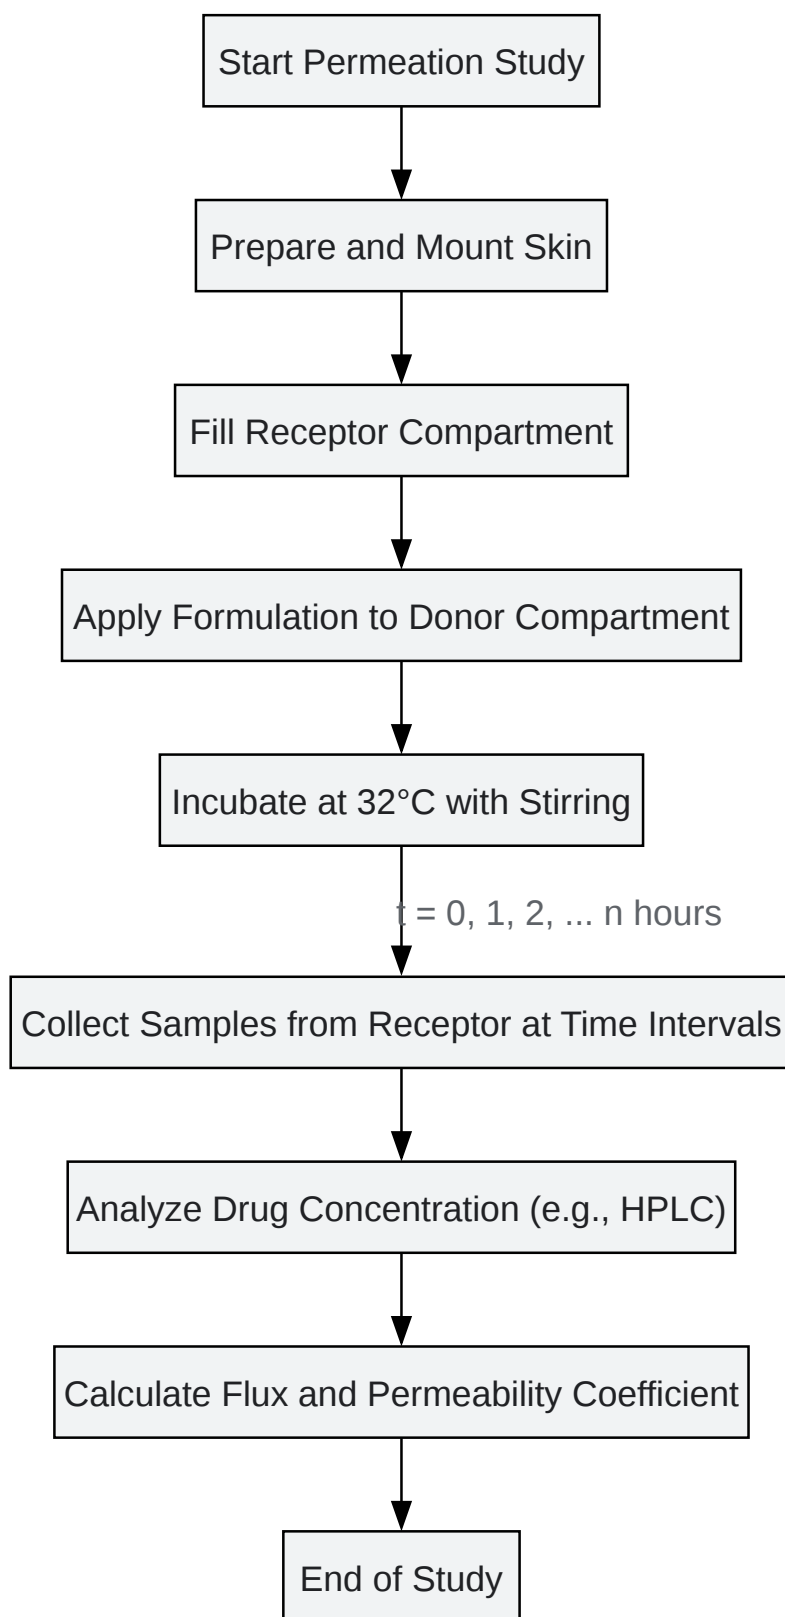 Start Permeation Study
Prepare and Mount Skin
Fill Receptor Compartment
Apply Formulation to Donor Compartment
Incubate at 32°C with Stirring
t = 0, 1, 2, ... n hours
Collect Samples from Receptor at Time Intervals
Analyze Drug Concentration (e.g., HPLC)
Calculate Flux and Permeability Coefficient
End of Study